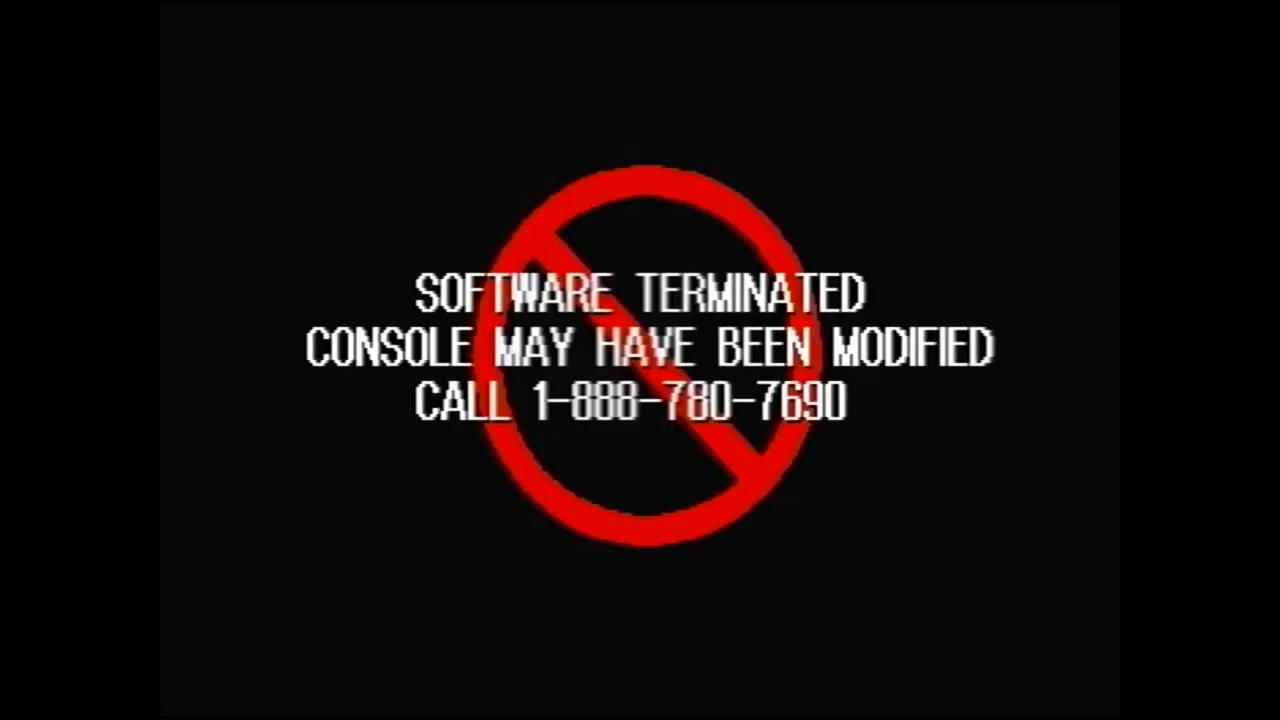 SOFTWARE TERMINATED
CONSOLE MAY HAVE BEEN MODIFIED
CALL 1-888-780-7690